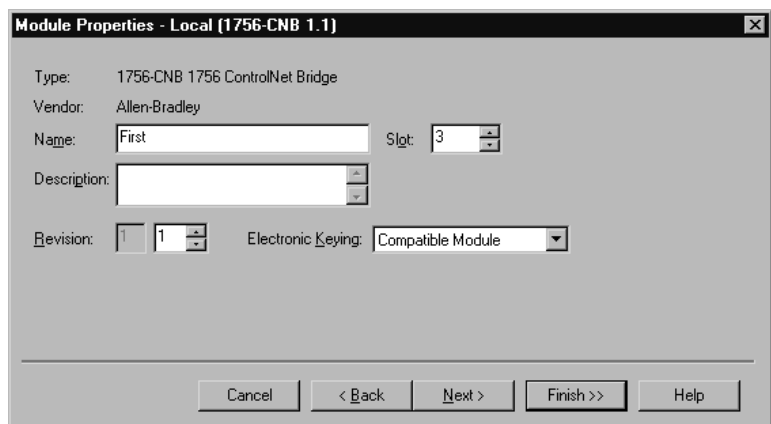 Module Properties - Local (1756-CNB 1.1)
Type: 1756-CNB 1756 ControlNet Bridge
Vendor: Allen-Bradley
Name: First Slot: 3
Description:
Revision: 1 1 Electronic Keying: Compatible Module
Cancel < Back Next > Finish >> Help